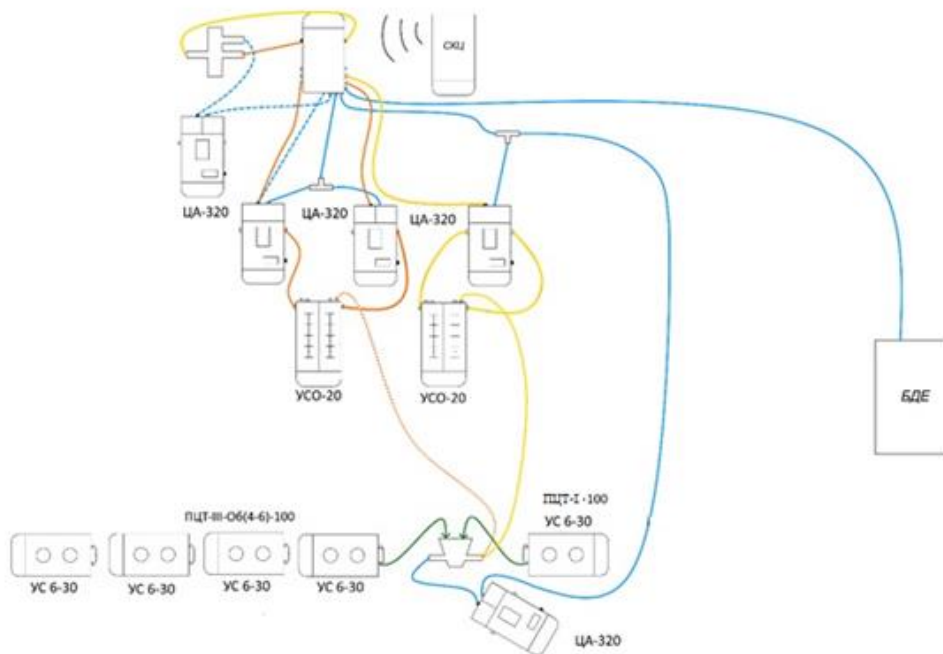 СКЦ
ЦА-320
ЦА-320
ЦА-320
УСО-20
УСО-20
БДЕ
ПЦТ-I - 100
УС 6-30
ПЦТ-III-Об(4-6)-100
УС 6-30
УС 6-30
УС 6-30
УС 6-30
ЦА-320